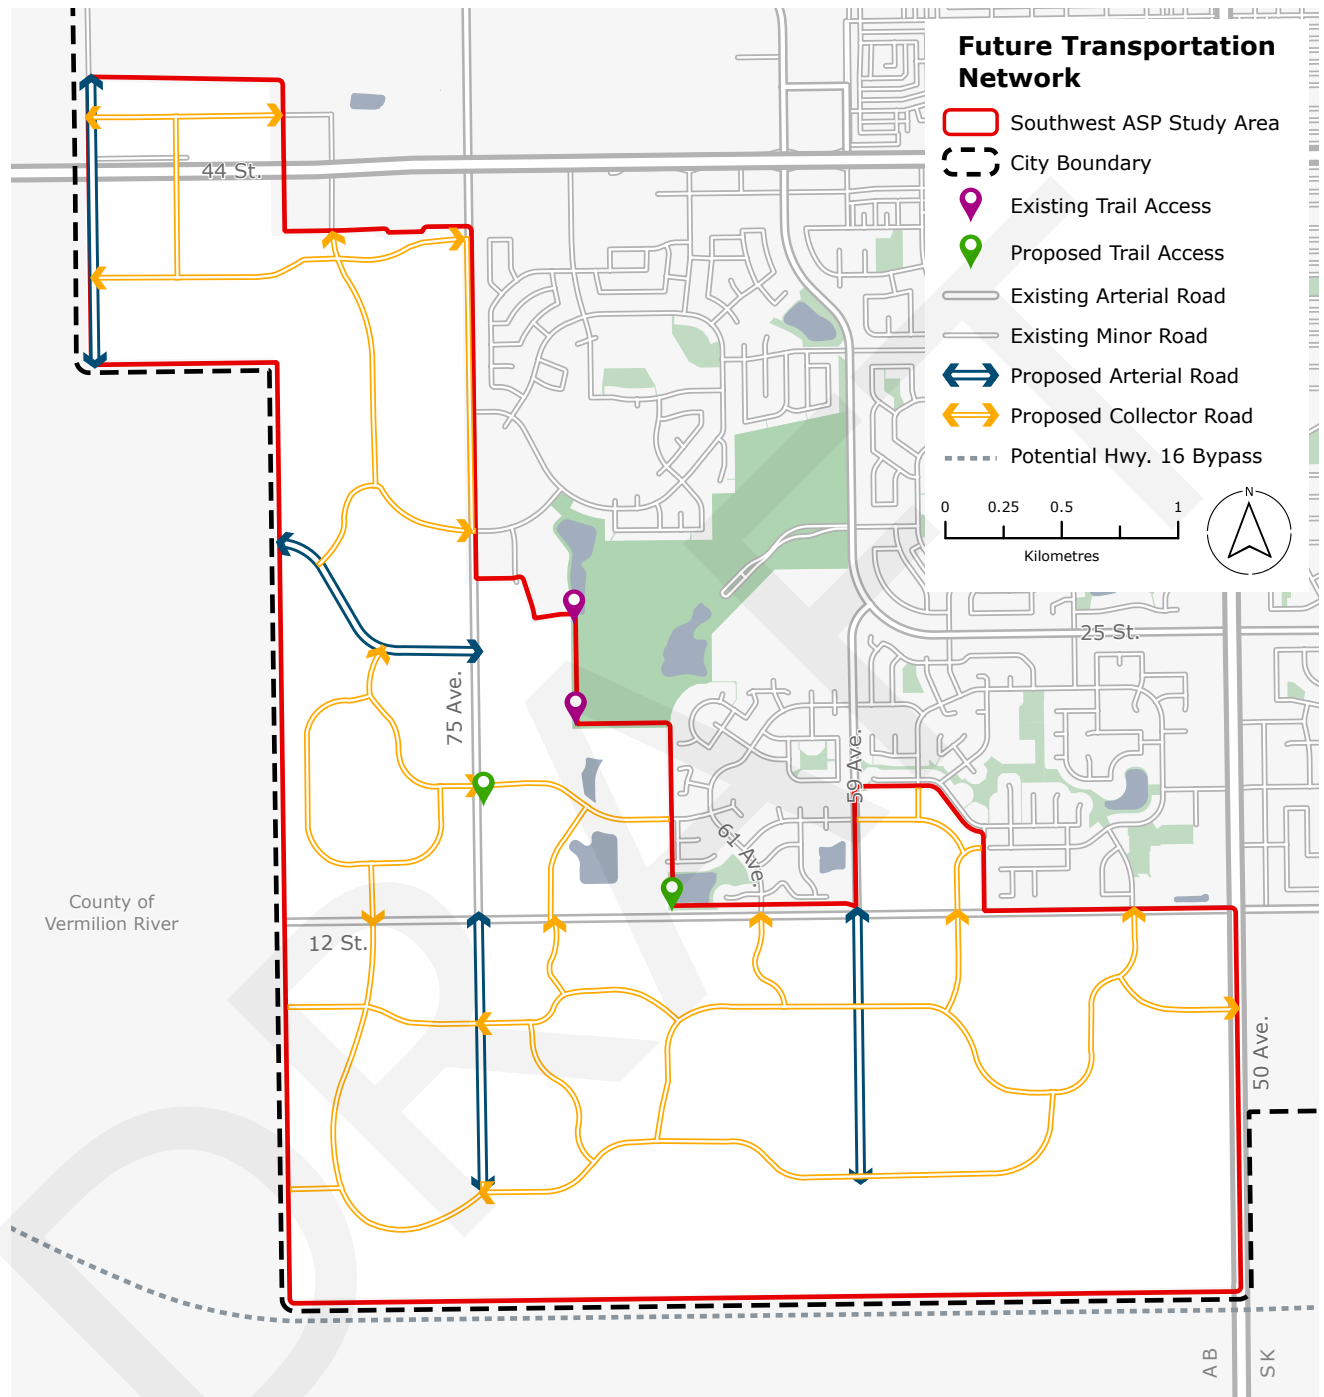 Future Transportation
Network
Southwest ASP Study Area
City Boundary
Existing Trail Access
Proposed Trail Access
Existing Arterial Road
Existing Minor Road
Proposed Arterial Road
Proposed Collector Road
Potential Hwy. 16 Bypass
0 0.25 0.5 1
Kilometres
N
44 St.
25 St.
75 Ave.
59 Ave.
61 Ave.
County of
Vermilion River
12 St.
50 Ave.
AB
SK
DRAFT